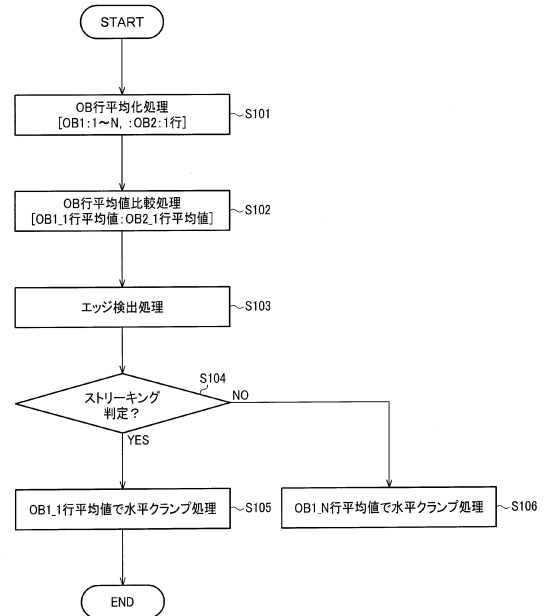 START
OB行平均化処理
[OB1:1～N, :OB2:1行]
S101
OB行平均値比較処理
[OB1_1行平均値:OB2_1行平均値]
S102
エッジ検出処理
S103
S104
ストリーキング
判定?
NO
YES
OB1_1行平均値で水平クランプ処理
S105
OB1_N行平均値で水平クランプ処理
S106
END